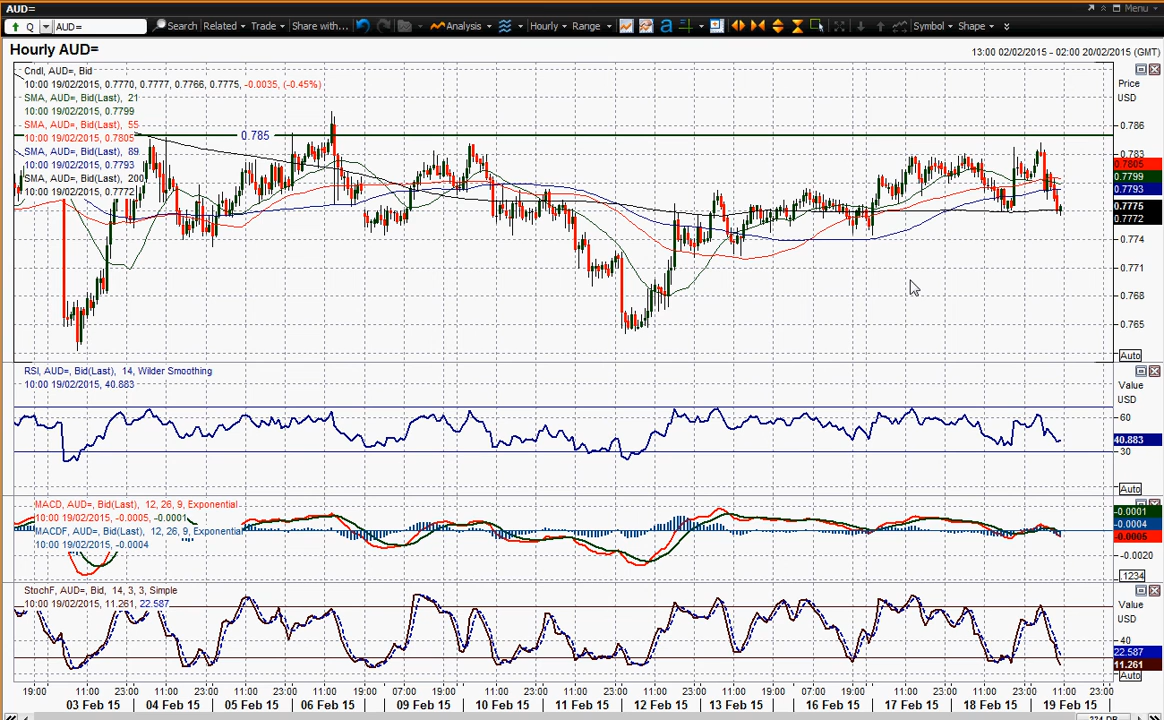 AUD=
Menu
Q AUD= Search Related Trade Share with... Analysis Hourly Range a Symbol Shape
Hourly AUD=
13:00 02/02/2015 - 02:00 20/02/2015 (GMT)
Cndl, AUD=, Bid
10:00 19/02/2015, 0.7770, 0.7777, 0.7766, 0.7775, -0.0035, (-0.45%)
SMA, AUD=, Bid(Last), 21
10:00 19/02/2015, 0.7799
SMA, AUD=, Bid(Last), 55
10:00 19/02/2015, 0.7805
SMA, AUD=, Bid(Last), 89
10:00 19/02/2015, 0.7793
SMA, AUD=, Bid(Last), 200
10:00 19/02/2015, 0.7772
0.785
Price
USD
0.786
0.783
0.7805
0.7799
0.7793
0.7775
0.7772
0.774
0.771
0.768
0.765
Auto
RSI, AUD=, Bid(Last), 14, Wilder Smoothing
10:00 19/02/2015, 40.883
Value
USD
60
40.883
30
Auto
MACD, AUD=, Bid(Last), 12, 26, 9, Exponential
10:00 19/02/2015, -0.0005, -0.0001
MACDF, AUD=, Bid(Last), 12, 26, 9, Exponential
10:00 19/02/2015, -0.0004
-0.0001
-0.0004
-0.0005
-0.0020
.1234
StochF, AUD=, Bid, 14, 3, 3, Simple
10:00 19/02/2015, 11.261, 22.587
Value
USD
40
22.587
11.261
Auto
19:00 11:00 23:00 11:00 23:00 11:00 23:00 11:00 23:00 07:00 19:00 11:00 23:00 11:00 23:00 11:00 23:00 11:00 23:00 07:00 19:00 11:00 23:00 11:00 23:00 11:00 23:00
03 Feb 15 04 Feb 15 05 Feb 15 06 Feb 15 09 Feb 15 10 Feb 15 11 Feb 15 12 Feb 15 13 Feb 15 16 Feb 15 17 Feb 15 18 Feb 15 19 Feb 15